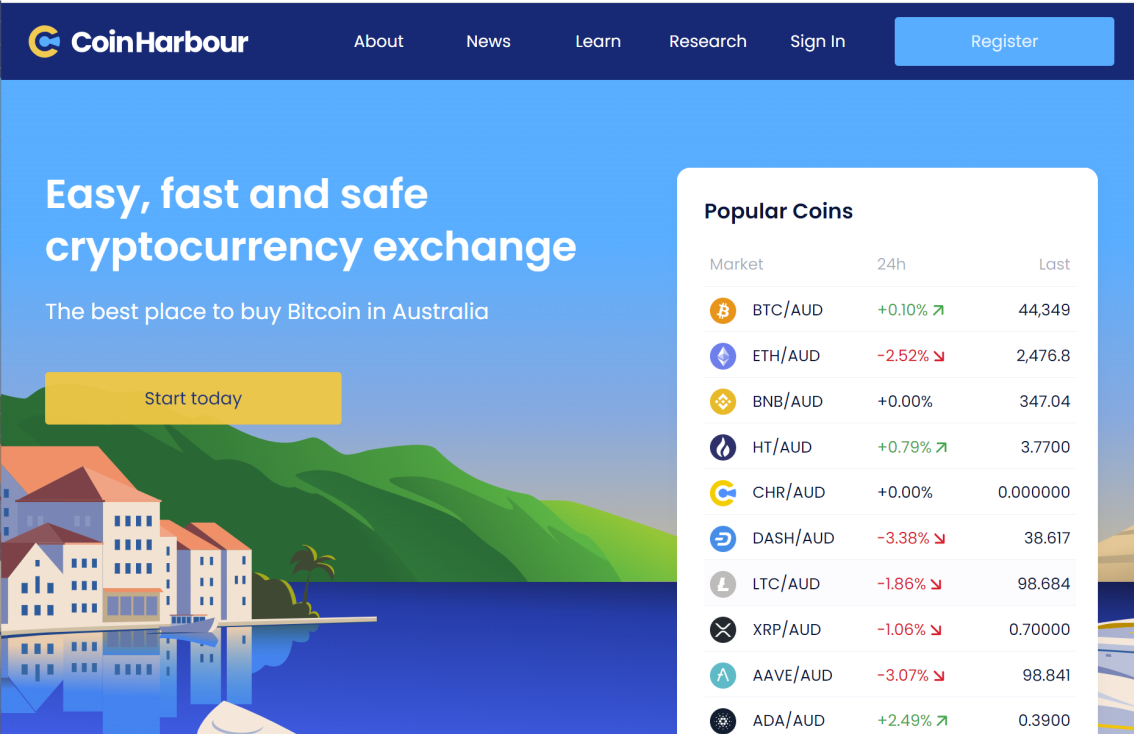 CoinHarbour About News Learn Research Sign In Register
Easy, fast and safe
cryptocurrency exchange
The best place to buy Bitcoin in Australia
Start today
Popular Coins
Market 24h Last
BTC/AUD +0.10% 44,349
ETH/AUD -2.52% 2,476.8
BNB/AUD +0.00% 347.04
HT/AUD +0.79% 3.7700
CHR/AUD +0.00% 0.000000
DASH/AUD -3.38% 38.617
LTC/AUD -1.86% 98.684
XRP/AUD -1.06% 0.70000
AAVE/AUD -3.07% 98.841
ADA/AUD +2.49% 0.3900